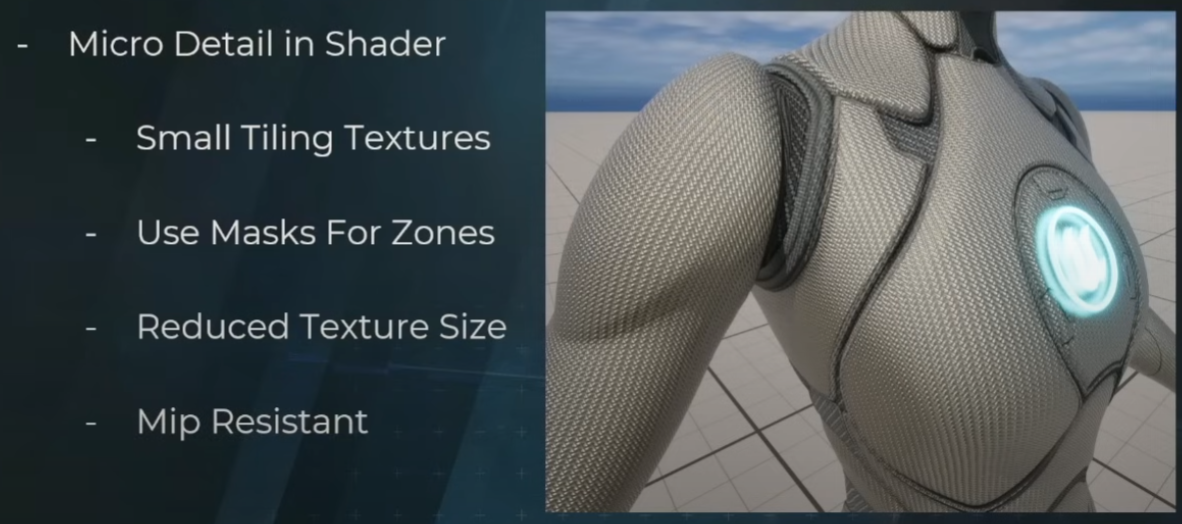 - Micro Detail in Shader
- Small Tiling Textures
- Use Masks For Zones
- Reduced Texture Size
- Mip Resistant